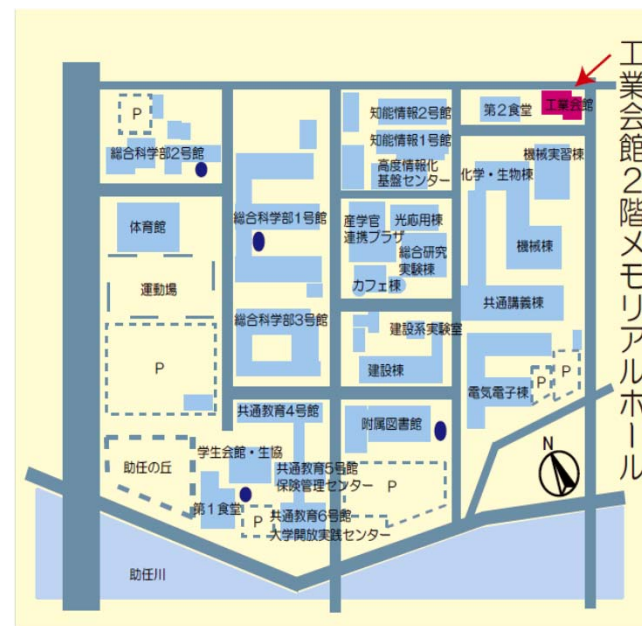 工業会館２階メモリアルホール
P
総合科学部2号館
体育館
運動場
P
助任の丘
助任川
総合科学部1号館
総合科学部3号館
共通教育4号館
学生会館・生協
共通教育5号館
保険管理センター
第１食堂
P
共通教育6号館
大学開放実践センター
知能情報2号館
知能情報1号館
高度情報化
基盤センター
産学官
連携プラザ
光応用棟
総合研究
実験棟
カフェ棟
建設系実験室
建設棟
附属図書館
P
第２食堂
工業会館
機械実習棟
化学・生物棟
機械棟
共通講義棟
電気電子棟
P
P
N